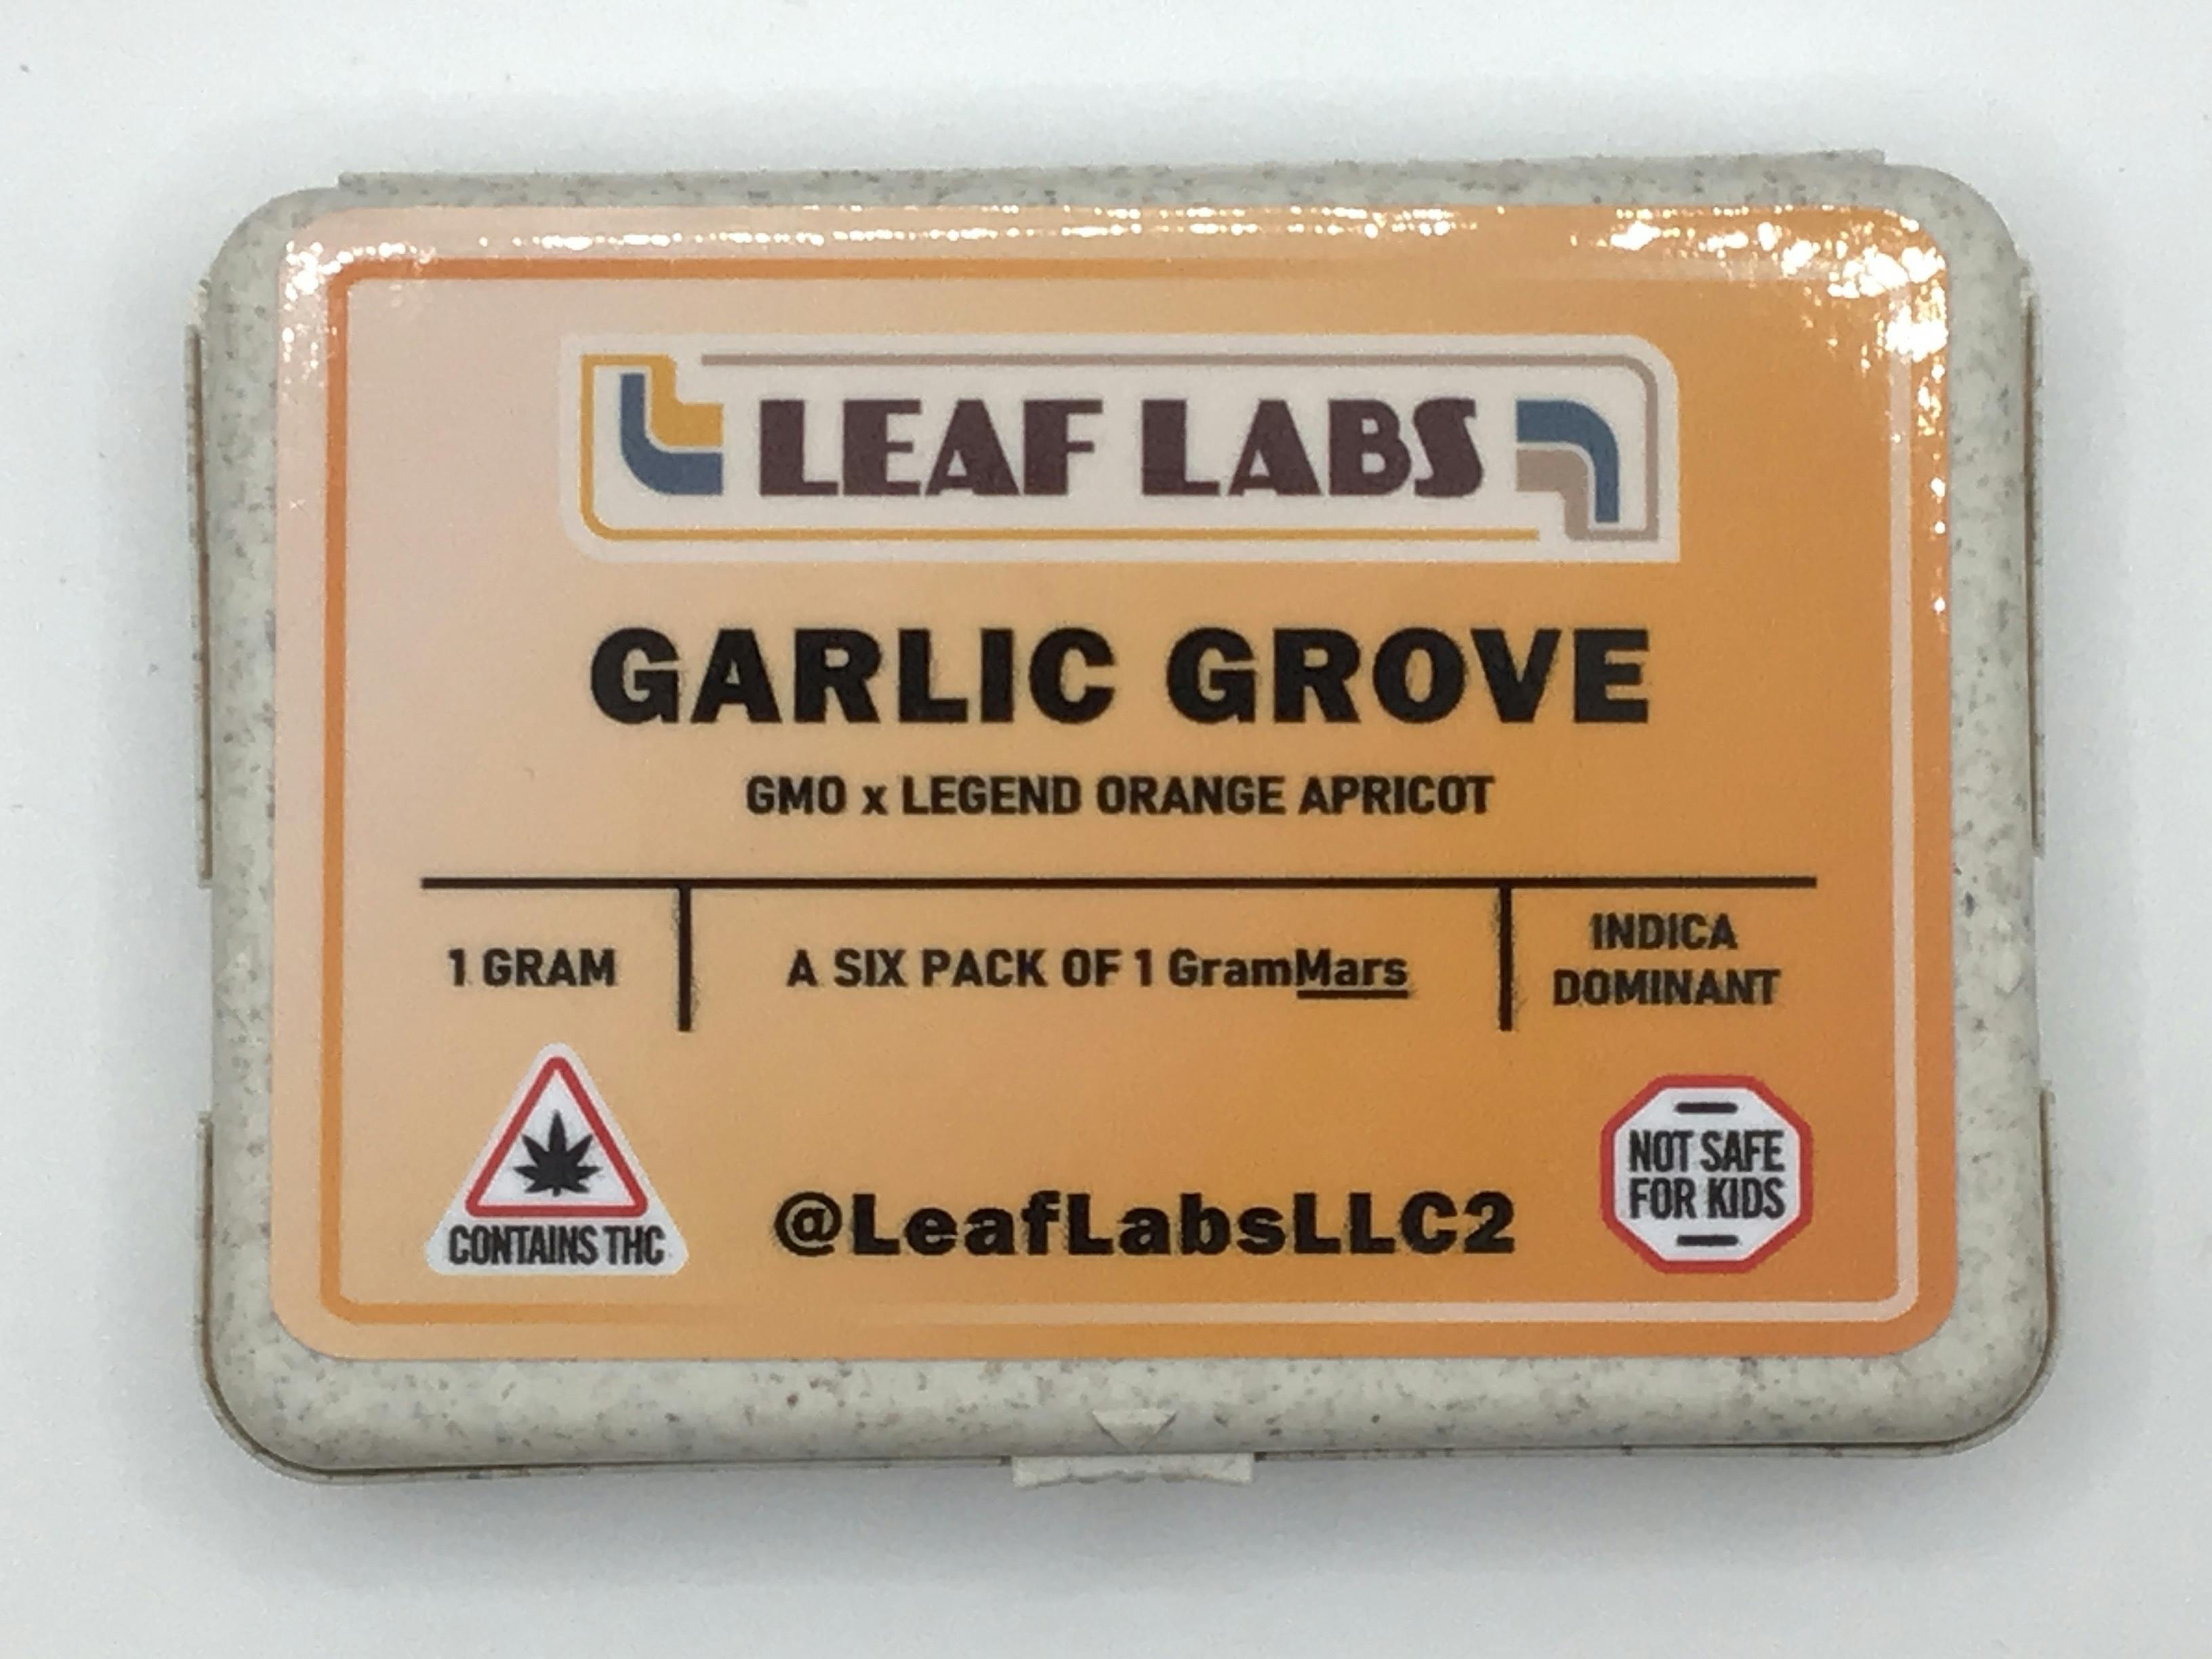 LEAF LABS
GARLIC GROVE
GMO x LEGEND ORANGE APRICOT
1 GRAM
A SIX PACK OF 1 GramMars
INDICA
DOMINANT
CONTAINS THC
@LeafLabsLLC2
NOT SAFE
FOR KIDS